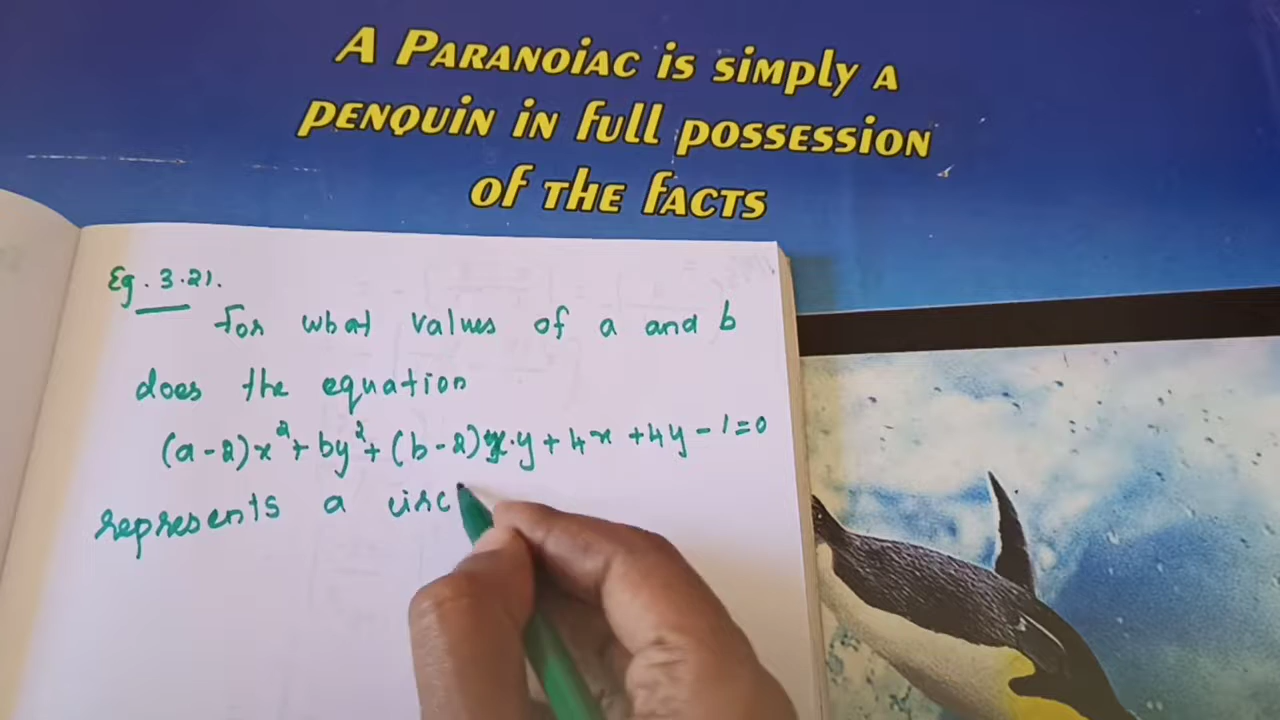 A PARANOIAC is simply A
PENQUIN in full POSSESSION
of THE fACTS
Eg. 3.21.
For what values of a and b
does the equation
(a-2)x²+by²+(b-2)x.y+4x+4y-1=0
represents a circ